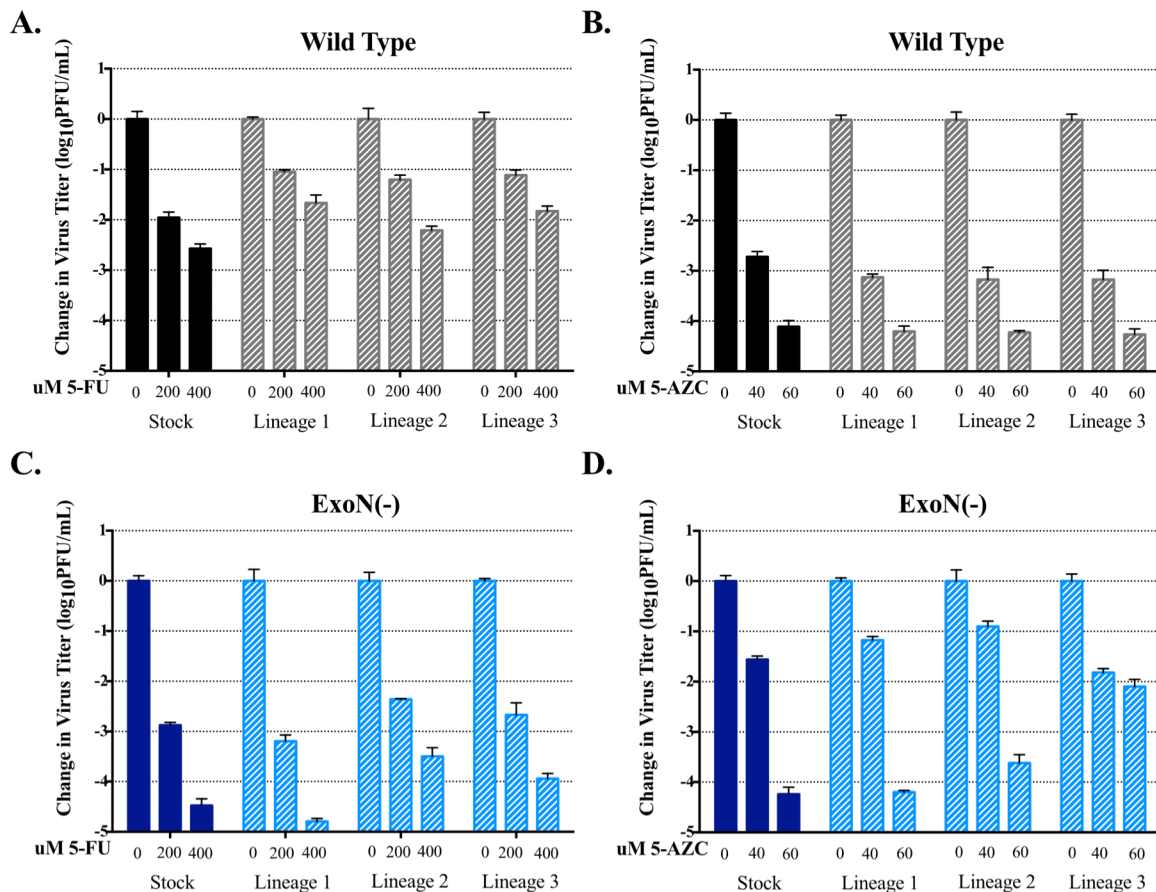 A.
Wild Type
Change in Virus Titer (log10PFU/mL)
1
0
-1
-2
-3
-4
-5
uM 5-FU
0 200 400 0 200 400 0 200 400 0 200 400
Stock Lineage 1 Lineage 2 Lineage 3
B.
Wild Type
Change in Virus Titer (log10PFU/mL)
1
0
-1
-2
-3
-4
-5
uM 5-AZC
0 40 60 0 40 60 0 40 60 0 40 60
Stock Lineage 1 Lineage 2 Lineage 3
C.
ExoN(-)
Change in Virus Titer (log10PFU/mL)
1
0
-1
-2
-3
-4
-5
uM 5-FU
0 200 400 0 200 400 0 200 400 0 200 400
Stock Lineage 1 Lineage 2 Lineage 3
D.
ExoN(-)
Change in Virus Titer (log10PFU/mL)
1
0
-1
-2
-3
-4
-5
uM 5-AZC
0 40 60 0 40 60 0 40 60 0 40 60
Stock Lineage 1 Lineage 2 Lineage 3